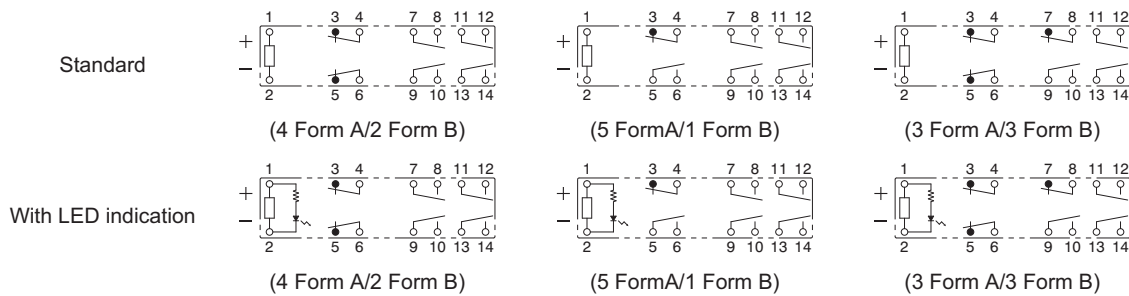 1 3 4 7 8 11 12 1 3 4 7 8 11 12 1 3 4 7 8 11 12
+ + +
Standard
− − −
2 5 6 9 10 13 14 2 5 6 9 10 13 14 2 5 6 9 10 13 14
(4 Form A/2 Form B) (5 FormA/1 Form B) (3 Form A/3 Form B)
1 3 4 7 8 11 12 1 3 4 7 8 11 12 1 3 4 7 8 11 12
+ + +
With LED indication
− − −
2 5 6 9 10 13 14 2 5 6 9 10 13 14 2 5 6 9 10 13 14
(4 Form A/2 Form B) (5 FormA/1 Form B) (3 Form A/3 Form B)